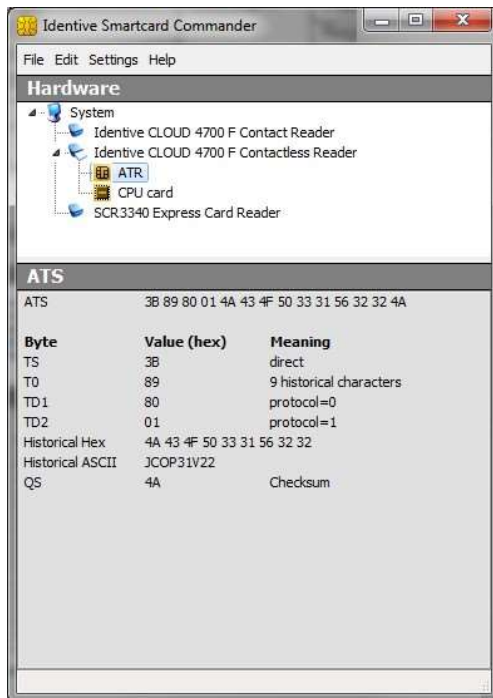 Identive Smartcard Commander
File Edit Settings Help
Hardware
System
Identive CLOUD 4700 F Contact Reader
Identive CLOUD 4700 F Contactless Reader
ATR
CPU card
SCR3340 Express Card Reader
ATS
ATS 3B 89 80 01 4A 43 4F 50 33 31 56 32 32 4A
Byte Value (hex) Meaning
TS 3B direct
T0 89 9 historical characters
TD1 80 protocol=0
TD2 01 protocol=1
Historical Hex 4A 43 4F 50 33 31 56 32 32
Historical ASCII JCOP31V22
QS 4A Checksum